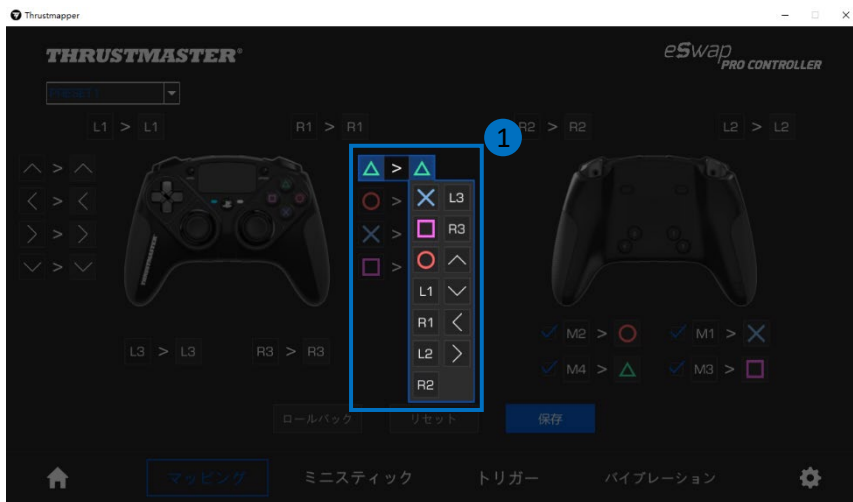 Thrustmapper
THRUSTMASTER®
eSwap
PRO CONTROLLER
PRESET 1
L1 > L1
R1 > R1
1
R2 > R2
L2 > L2
>
>
L3
>
R3
>
>
>
>
L1
R1
L2
R2
L3 > L3
R3 > R3
M2 >
M1 >
M4 >
M3 >
ロールバック
リセット
保存
マッピング
ミニスティック
トリガー
バイブレーション